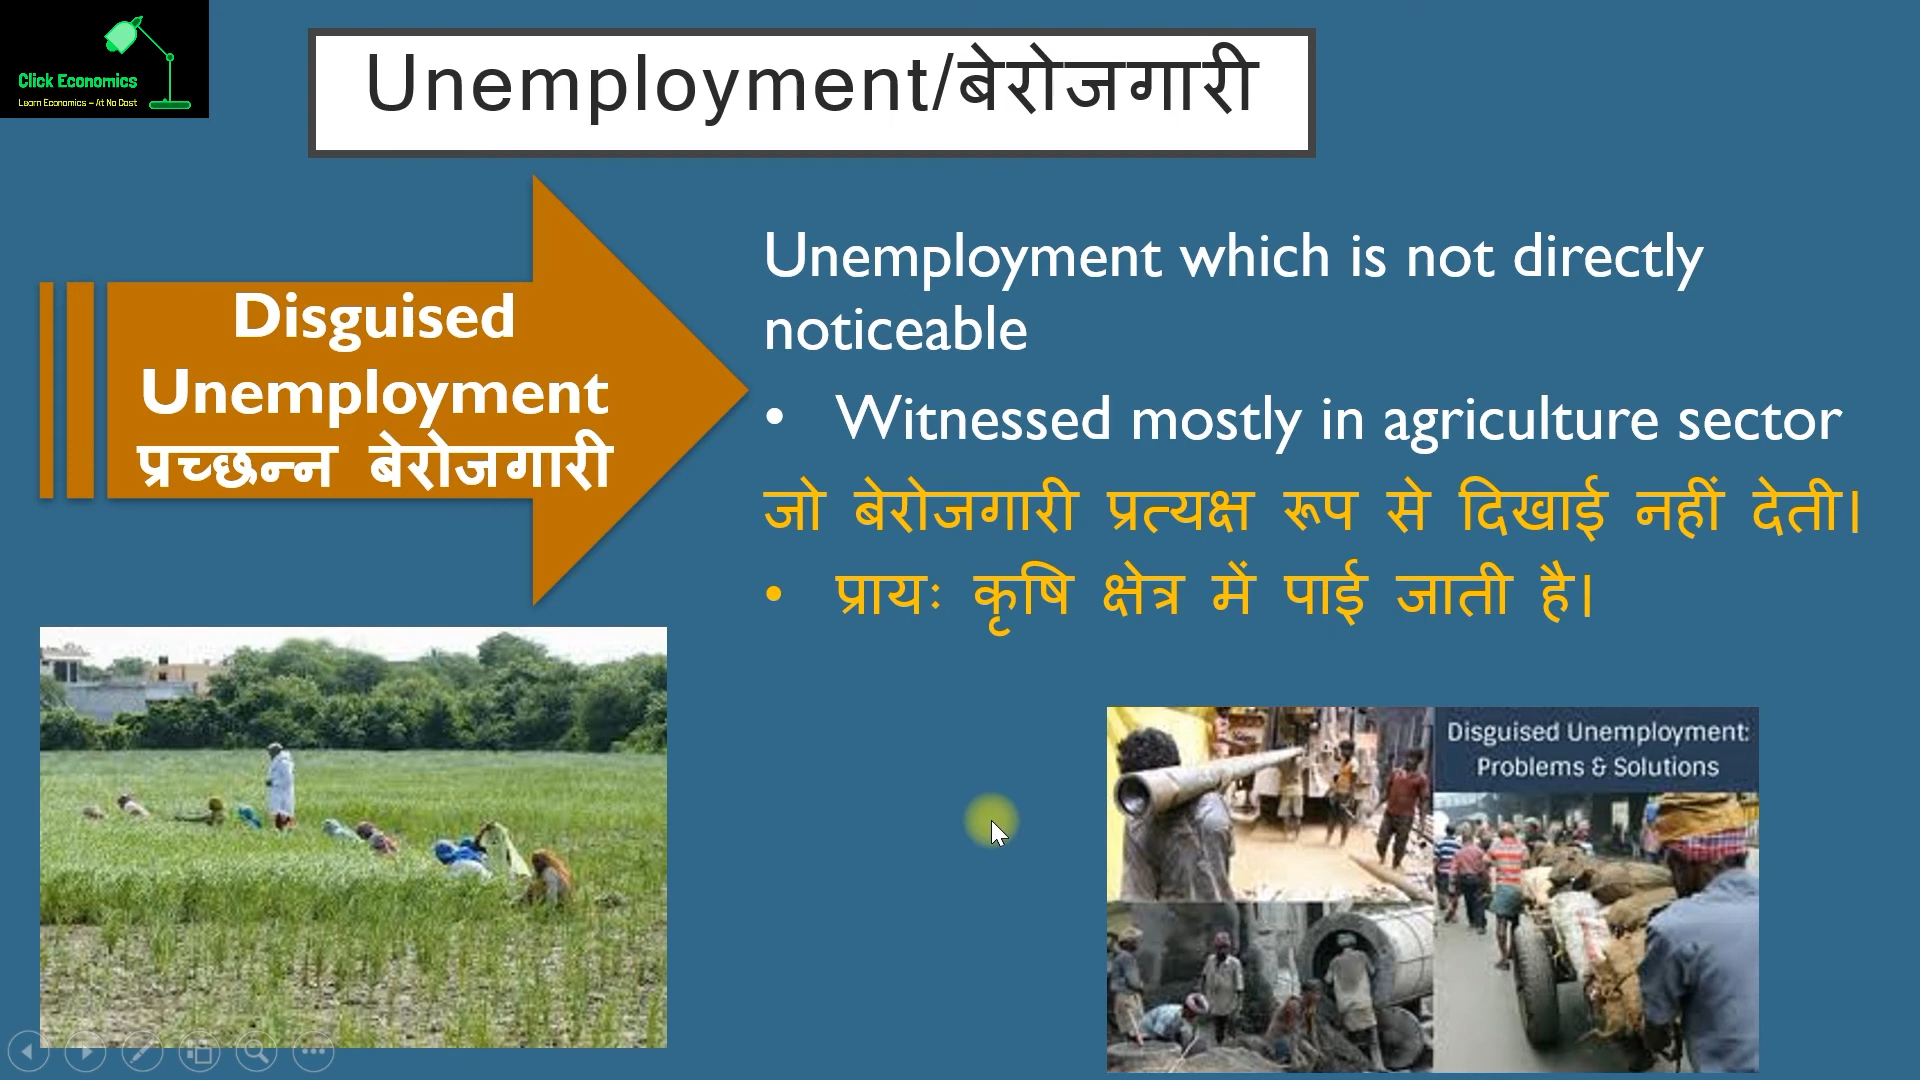 Click Economics
Learn Economics – At No Cost
Unemployment/बेरोजगारी
Disguised
Unemployment
प्रच्छन्न बेरोजगारी
Unemployment which is not directly
noticeable
• Witnessed mostly in agriculture sector
जो बेरोजगारी प्रत्यक्ष रूप से दिखाई नहीं देती।
• प्रायः कृषि क्षेत्र में पाई जाती है।
Disguised Unemployment:
Problems & Solutions